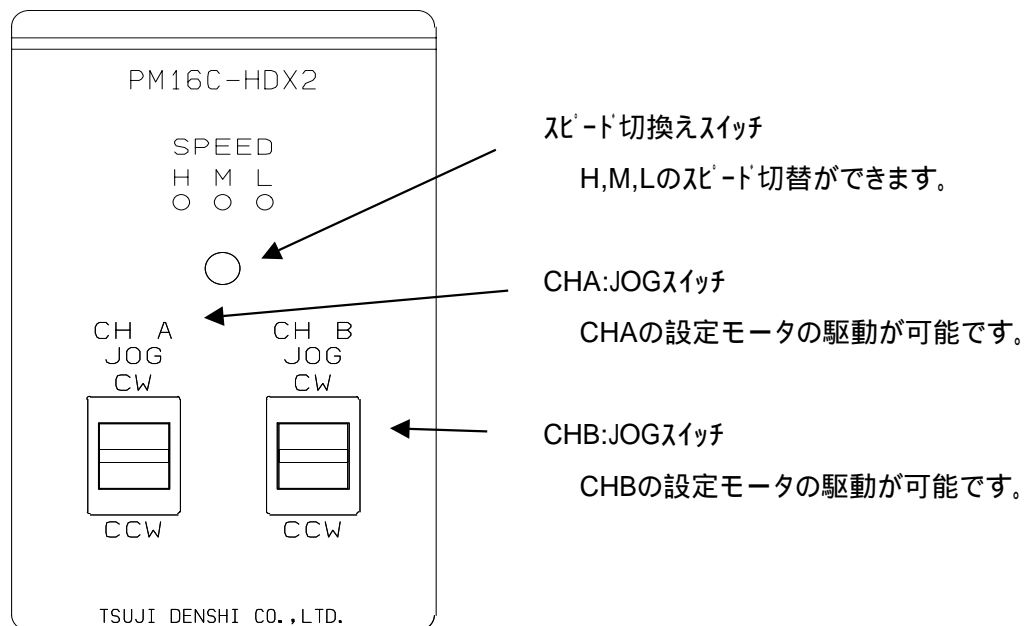 PM16C-HDX2
SPEED
H M L
CH A
JOG
CW
CCW
CH B
JOG
CW
CCW
TSUJI DENSHI CO.,LTD.
ｽﾋﾟｰﾄﾞ切換えスイッチ
H,M,Lのｽﾋﾟｰﾄﾞ切替ができます。
CHA:JOGｽｲｯﾁ
CHAの設定モータの駆動が可能です。
CHB:JOGｽｲｯﾁ
CHBの設定モータの駆動が可能です。